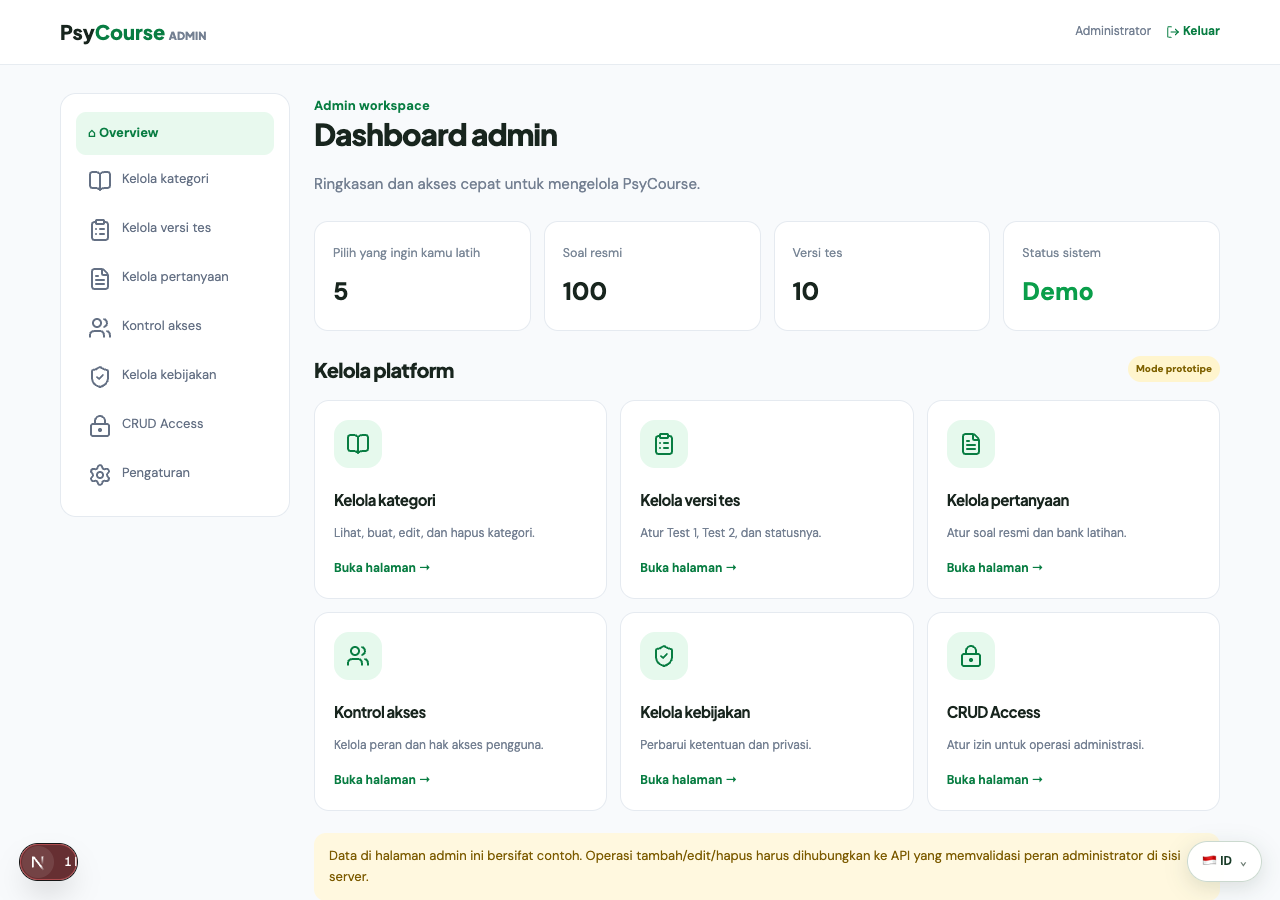 PsyCourse ADMIN
Administrator
Keluar
Overview
Kelola kategori
Kelola versi tes
Kelola pertanyaan
Kontrol akses
Kelola kebijakan
CRUD Access
Pengaturan
Admin workspace
Dashboard admin
Ringkasan dan akses cepat untuk mengelola PsyCourse.
Pilih yang ingin kamu latih
5
Soal resmi
100
Versi tes
10
Status sistem
Demo
Kelola platform
Mode prototipe
Kelola kategori
Lihat, buat, edit, dan hapus kategori.
Buka halaman →
Kelola versi tes
Atur Test 1, Test 2, dan statusnya.
Buka halaman →
Kelola pertanyaan
Atur soal resmi dan bank latihan.
Buka halaman →
Kontrol akses
Kelola peran dan hak akses pengguna.
Buka halaman →
Kelola kebijakan
Perbarui ketentuan dan privasi.
Buka halaman →
CRUD Access
Atur izin untuk operasi administrasi.
Buka halaman →
Data di halaman admin ini bersifat contoh. Operasi tambah/edit/hapus harus dihubungkan ke API yang memvalidasi peran administrator di sisi
server.
N 1
ID